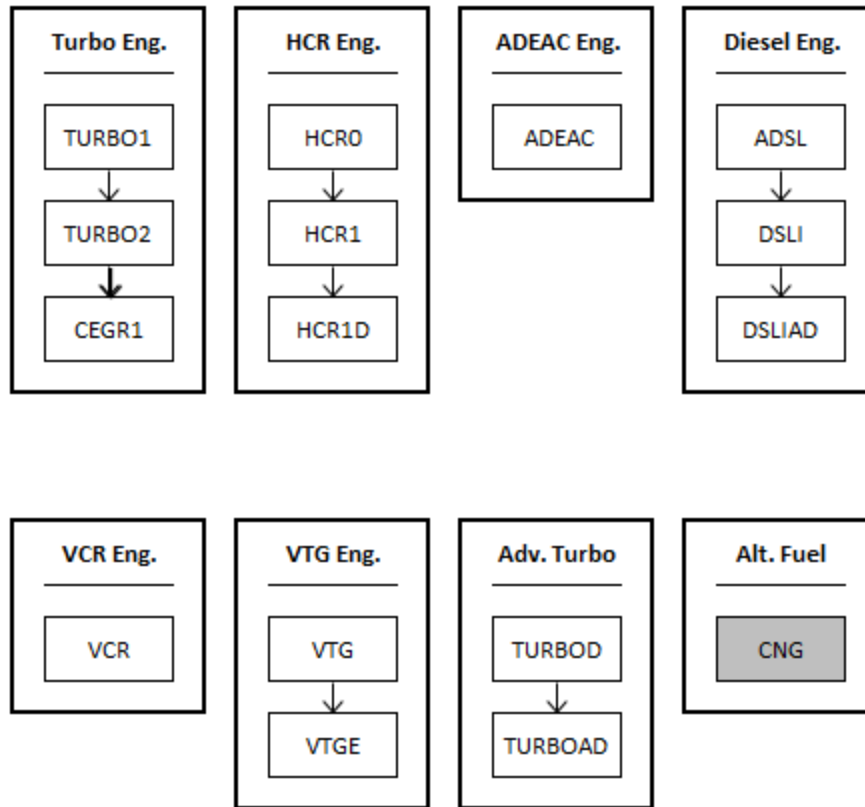 Turbo Eng.
TURBO1
TURBO2
CEGR1
HCR Eng.
HCR0
HCR1
HCR1D
ADEAC Eng.
ADEAC
Diesel Eng.
ADSL
DSLI
DSLIAD
VCR Eng.
VCR
VTG Eng.
VTG
VTGE
Adv. Turbo
TURBOD
TURBOAD
Alt. Fuel
CNG